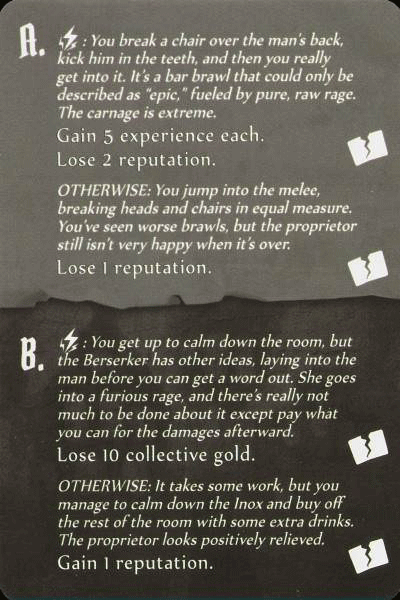 A. : You break a chair over the man's back,
kick him in the teeth, and then you really
get into it. It's a bar brawl that could only be
described as "epic," fueled by pure, raw rage.
The carnage is extreme.
Gain 5 experience each.
Lose 2 reputation.
OTHERWISE: You jump into the melee,
breaking heads and chairs in equal measure.
You've seen worse brawls, but the proprietor
still isn't very happy when it's over.
Lose 1 reputation.
B. : You get up to calm down the room, but
the Berserker has other ideas, laying into the
man before you can get a word out. She goes
into a furious rage, and there's really not
much to be done about it except pay what
you can for the damages afterward.
Lose 10 collective gold.
OTHERWISE: It takes some work, but you
manage to calm down the Inox and buy off
the rest of the room with some extra drinks.
The proprietor looks positively relieved.
Gain 1 reputation.